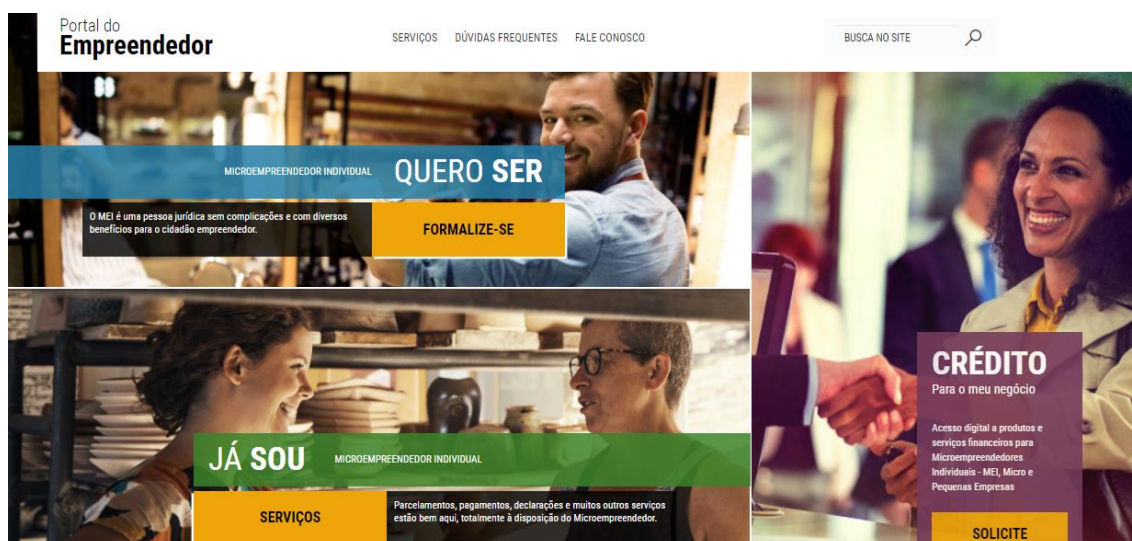 Portal do
Empreendedor
SERVIÇOS DÚVIDAS FREQUENTES FALE CONOSCO
BUSCA NO SITE
MICROEMPREENDEDOR INDIVIDUAL
QUERO SER
O MEI é uma pessoa jurídica sem complicações e com diversos
benefícios para o cidadão empreendedor.
FORMALIZE-SE
JÁ SOU
MICROEMPREENDEDOR INDIVIDUAL
SERVIÇOS
Parcelamentos, pagamentos, declarações e muitos outros serviços
estão bem aqui, totalmente à disposição do Microempreendedor.
CRÉDITO
Para o meu negócio
Acesso digital a produtos e
serviços financeiros para
Microempreendedores
Individuais - MEI, Micro e
Pequenas Empresas
SOLICITE